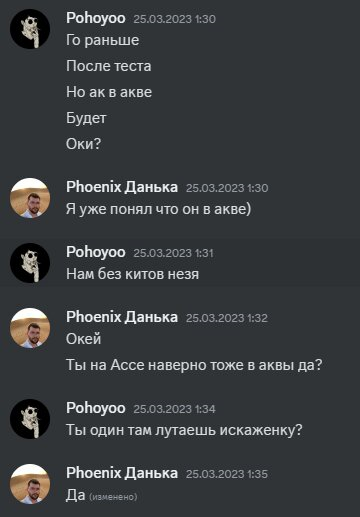 Pohoyoo 25.03.2023 1:30
Го раньше
После теста
Но ак в акве
Будет
Оки?
Phoenix Данька 25.03.2023 1:30
Я уже понял что он в акве)
Pohoyoo 25.03.2023 1:31
Нам без китов незя
Phoenix Данька 25.03.2023 1:32
Окей
Ты на Ассе наверно тоже в аквы да?
Pohoyoo 25.03.2023 1:34
Ты один там лутаешь искаженку?
Phoenix Данька 25.03.2023 1:35
Да (изменено)